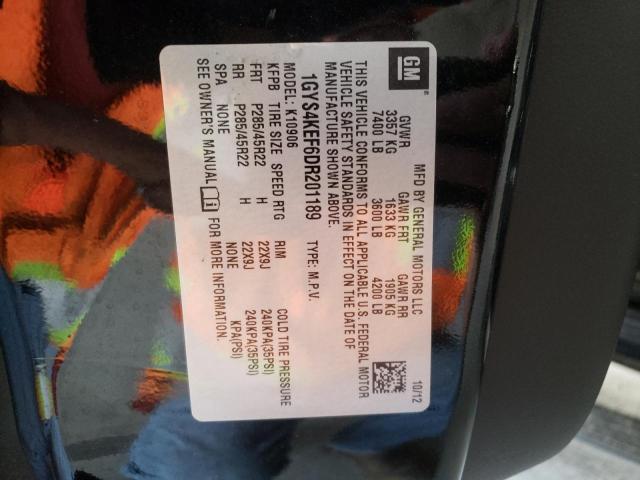 GM ®
MFD BY GENERAL MOTORS LLC 10/12
GVWR GAWR FRT GAWR RR
3357 KG 1633 KG 1905 KG
7400 LB 3600 LB 4200 LB
THIS VEHICLE CONFORMS TO ALL APPLICABLE U.S. FEDERAL MOTOR
VEHICLE SAFETY STANDARDS IN EFFECT ON THE DATE OF
MANUFACTURE SHOWN ABOVE.
1GYS4KEF6DR201189 TYPE: M.P.V.
MODEL: K10906
KFPB TIRE SIZE SPEED RTG RIM COLD TIRE PRESSURE
FRT P285/45R22 H 22X9J 240KPA(35PSI)
RR P285/45R22 H 22X9J 240KPA(35PSI)
SPA NONE NONE KPA(PSI)
SEE OWNER'S MANUAL i FOR MORE INFORMATION.